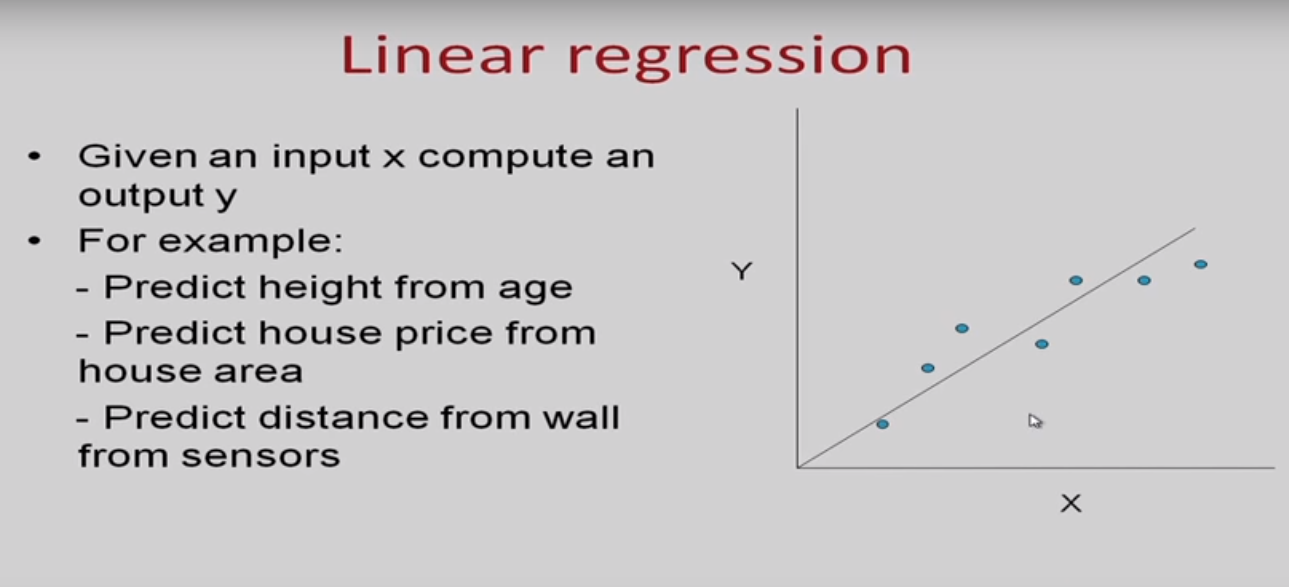 Linear regression
• Given an input x compute an
output y
• For example:
- Predict height from age
- Predict house price from
house area
- Predict distance from wall
from sensors
Y
X